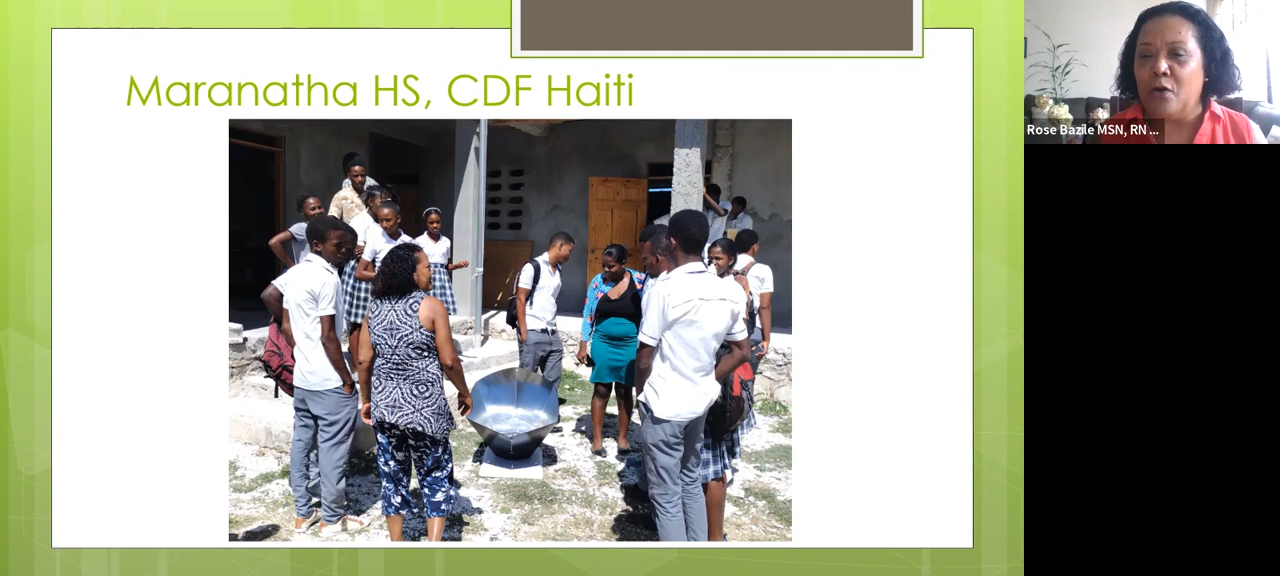 Maranatha HS, CDF Haiti
Rose Bazile MSN, RN ...